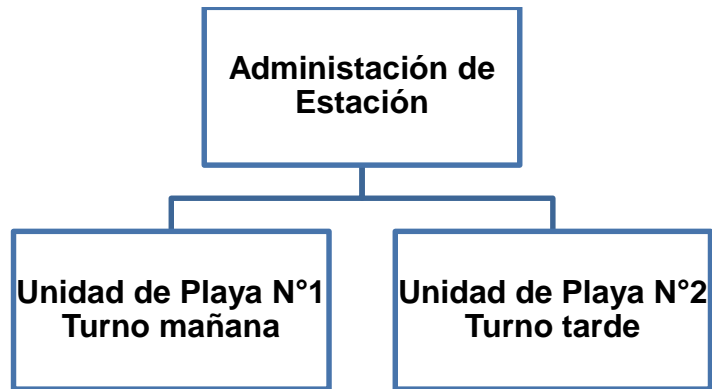 Administación de
Estación
Unidad de Playa N°1
Turno mañana
Unidad de Playa N°2
Turno tarde